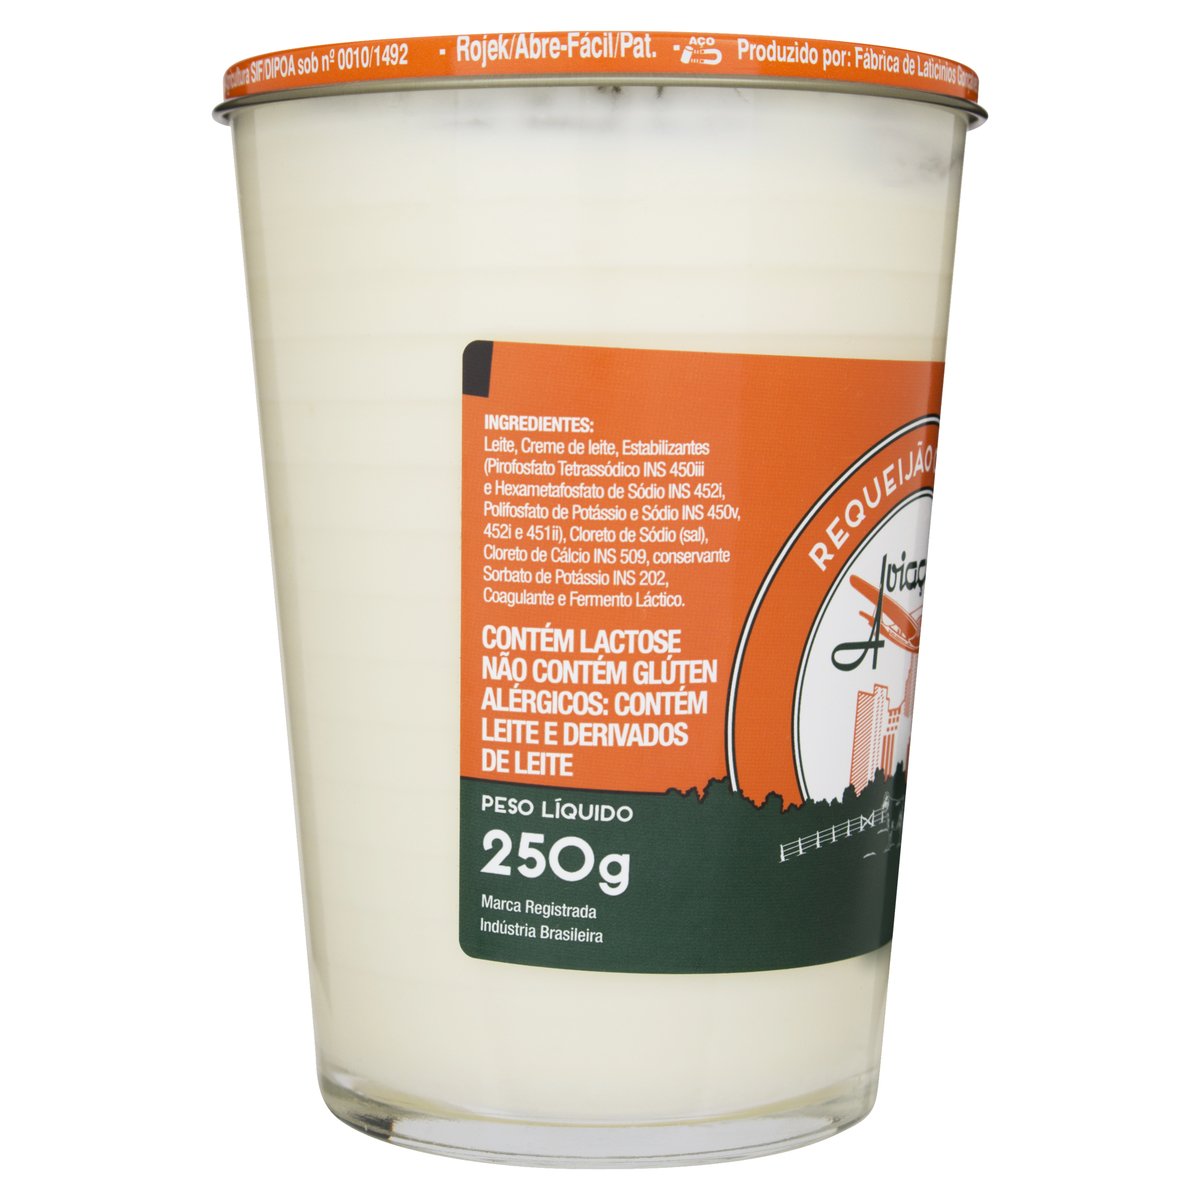 SIF/DIPOA sob nº 0010/1492 - Rojek/Abre-Fácil/Pat. - AÇO Produzido por: Fábrica de Laticínios
INGREDIENTES:
Leite, Creme de leite, Estabilizantes
(Pirofosfato Tetrassódico INS 450iii
e Hexametafosfato de Sódio INS 452i,
Polifosfato de Potássio e Sódio INS 450v,
452i e 451ii), Cloreto de Sódio (sal),
Cloreto de Cálcio INS 509, conservante
Sorbato de Potássio INS 202,
Coagulante e Fermento Láctico.
CONTÉM LACTOSE
NÃO CONTÉM GLÚTEN
ALÉRGICOS: CONTÉM
LEITE E DERIVADOS
DE LEITE
PESO LÍQUIDO
250g
Marca Registrada
Indústria Brasileira
REQUEIJÃO